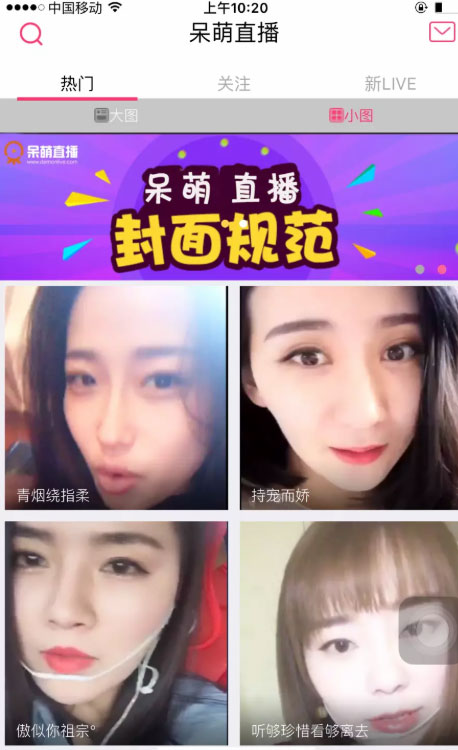 中国移动 上午10:20
呆萌直播
热门 关注 新LIVE
大图 小图
呆萌直播
www.daimonlive.com
呆萌 直播
封面规范
青烟绕指柔 持宠而娇
傲似你祖宗° 听够珍惜看够离去